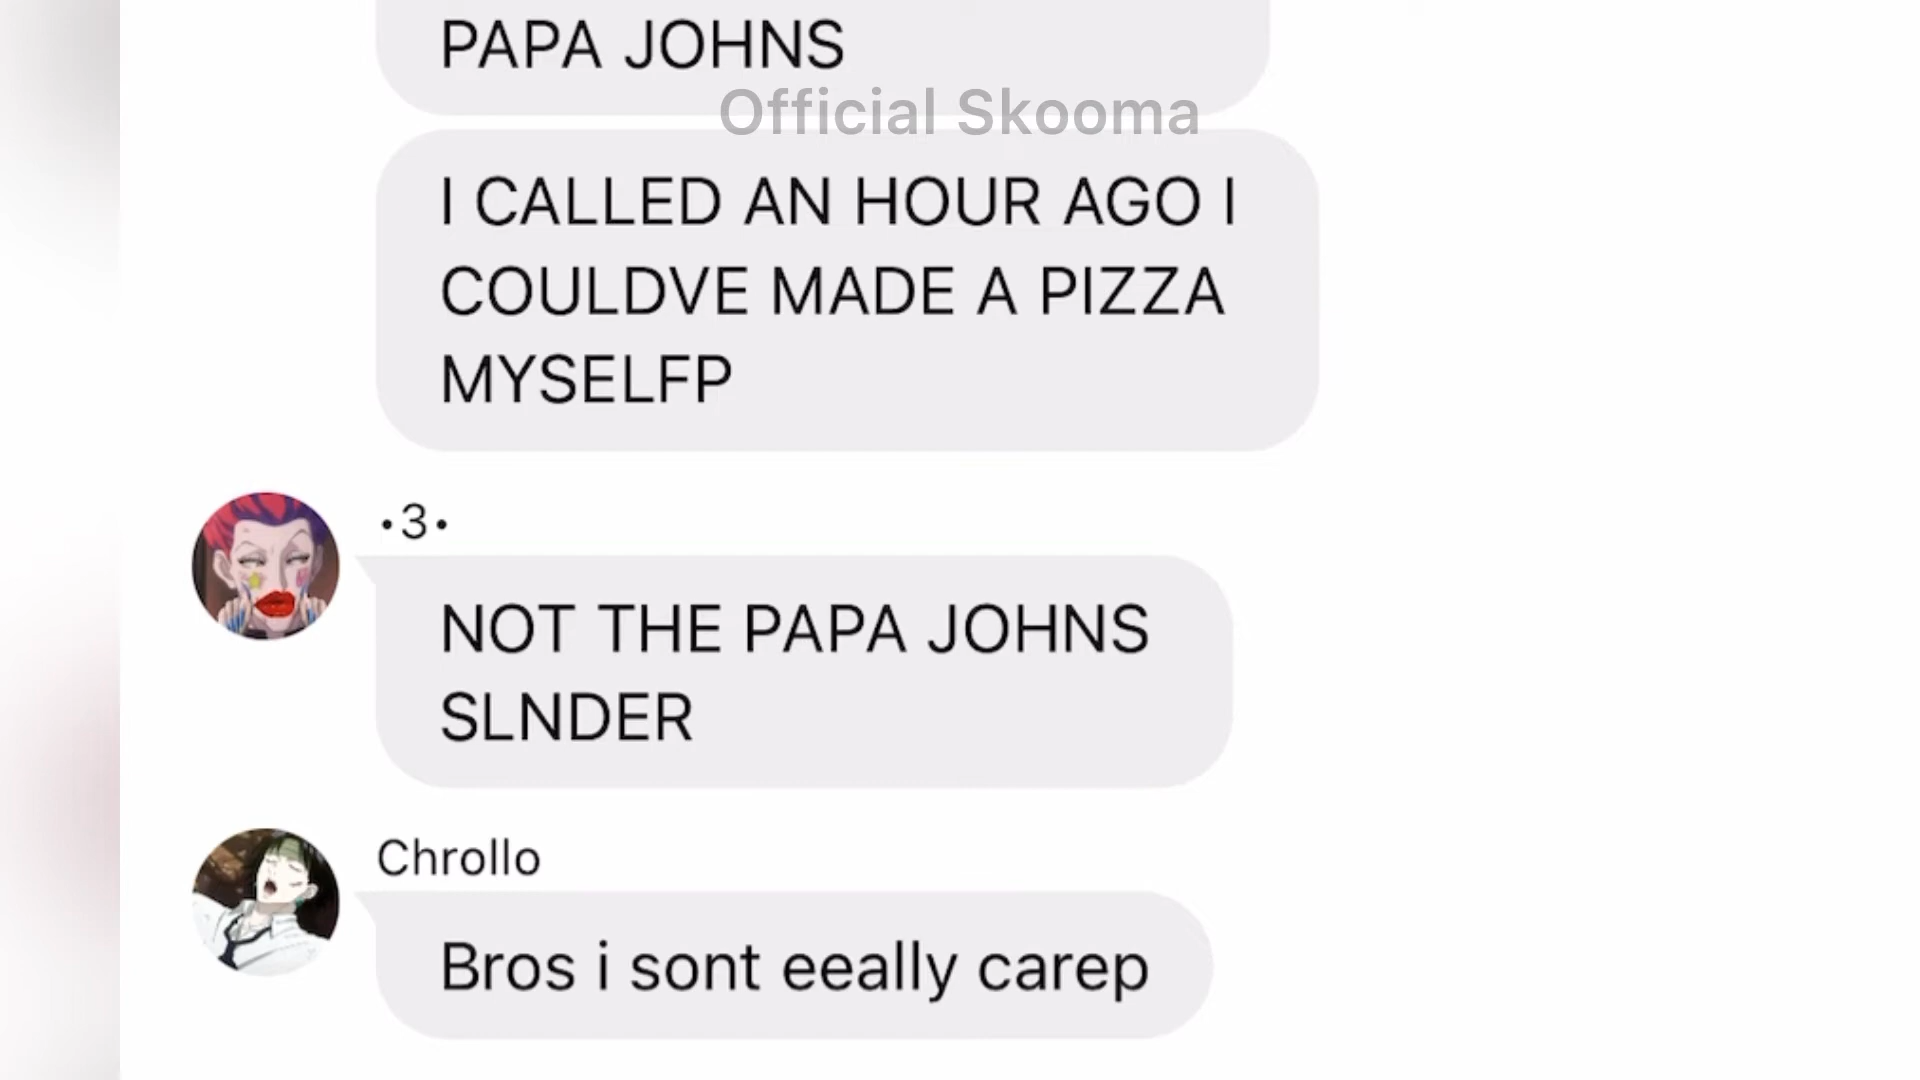 PAPA JOHNS
Official Skooma
I CALLED AN HOUR AGO I
COULDVE MADE A PIZZA
MYSELFP
•3•
NOT THE PAPA JOHNS
SLNDER
Chrollo
Bros i sont eeally carep